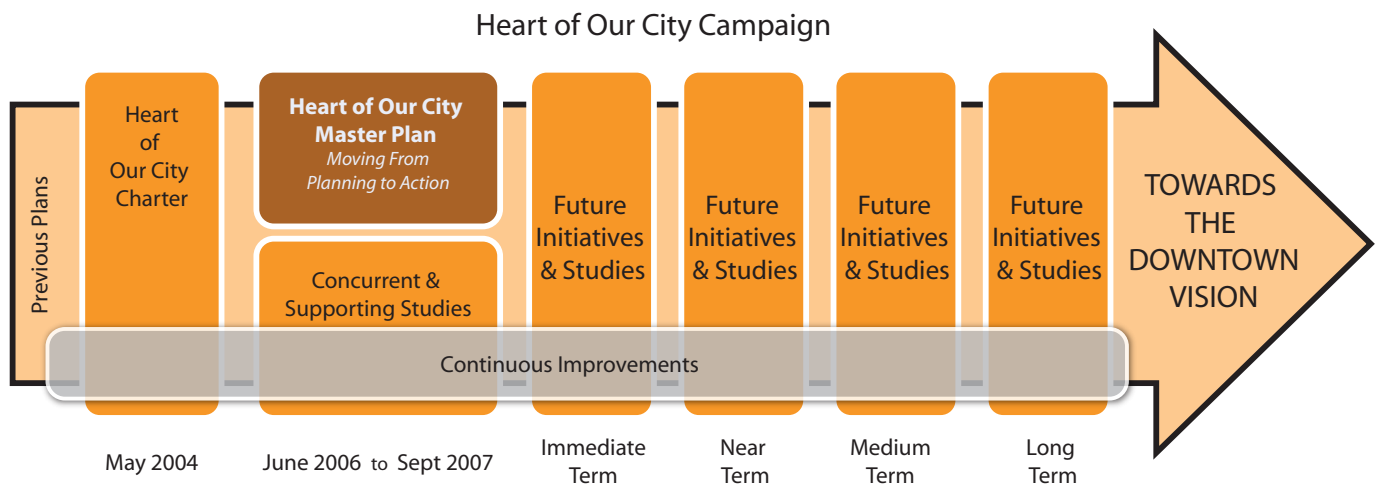 Heart of Our City Campaign
Previous Plans
Heart
of
Our City
Charter
Heart of Our City
Master Plan
Moving From
Planning to Action
Concurrent &
Supporting Studies
Future
Initiatives
& Studies
Future
Initiatives
& Studies
Future
Initiatives
& Studies
Future
Initiatives
& Studies
TOWARDS
THE
DOWNTOWN
VISION
Continuous Improvements
May 2004
June 2006 to Sept 2007
Immediate
Term
Near
Term
Medium
Term
Long
Term